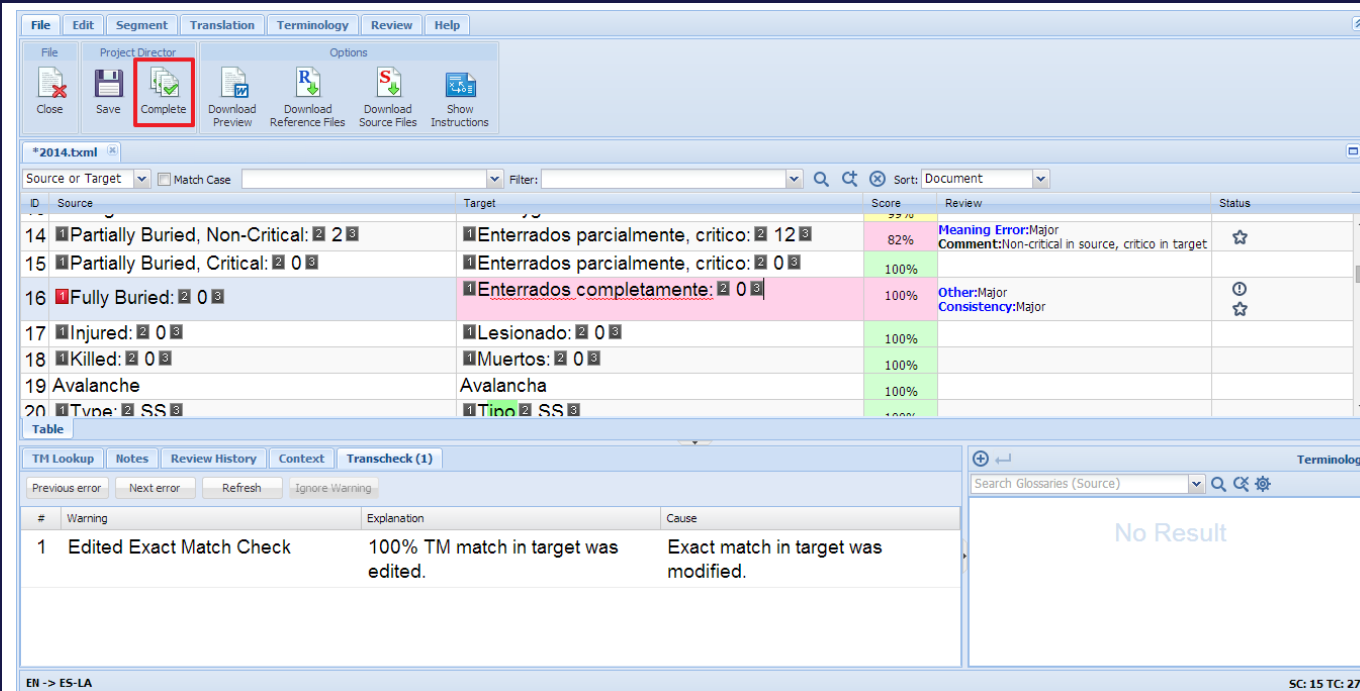 File Edit Segment Translation Terminology Review Help
File Project Director Options
Close Save Complete Download Preview Download Reference Files Download Source Files Show Instructions
*2014.txml
Source or Target Match Case Filter: Sort: Document
ID Source Target Score Review Status
99%
14 1 Partially Buried, Non-Critical: 2 2 3 1 Enterrados parcialmente, critico: 2 12 3 82% Meaning Error:Major
Comment:Non-critical in source, critico in target
15 1 Partially Buried, Critical: 2 0 3 1 Enterrados parcialmente, critico: 2 0 3 100%
16 1 Fully Buried: 2 0 3 1 Enterrados completamente: 2 0 3 100% Other:Major
Consistency:Major
17 1 Injured: 2 0 3 1 Lesionado: 2 0 3 100%
18 1 Killed: 2 0 3 1 Muertos: 2 0 3 100%
19 Avalanche Avalancha 100%
20 1 Type: 2 SS 3 1 Tipo 2 SS 3 100%
Table
TM Lookup Notes Review History Context Transcheck (1)
Terminolog
Previous error Next error Refresh Ignore Warning
Search Glossaries (Source)
# Warning Explanation Cause
No Result
1 Edited Exact Match Check 100% TM match in target was edited. Exact match in target was modified.
EN -> ES-LA SC: 15 TC: 27